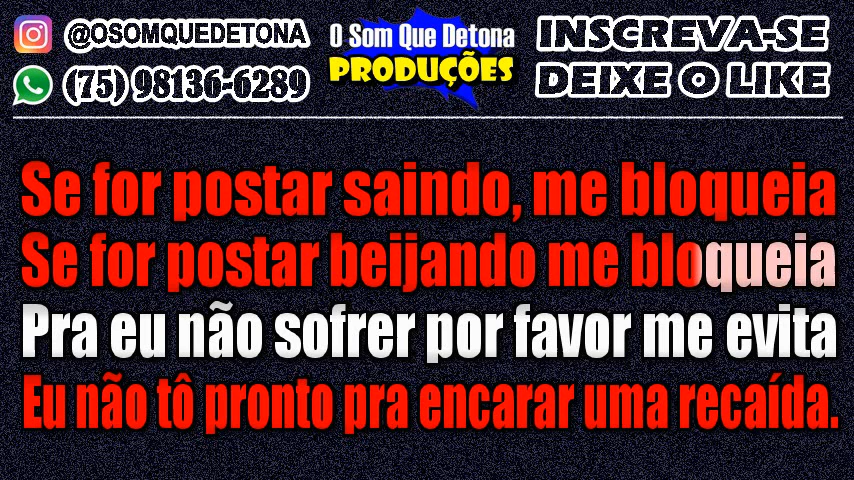 @OSOMQUEDETONA
(75) 98136-6289
O Som Que Detona
PRODUÇÕES
INSCREVA-SE
DEIXE O LIKE
Se for postar saindo, me bloqueia
Se for postar beijando me bloqueia
Pra eu não sofrer por favor me evita
Eu não tô pronto pra encarar uma recaída.